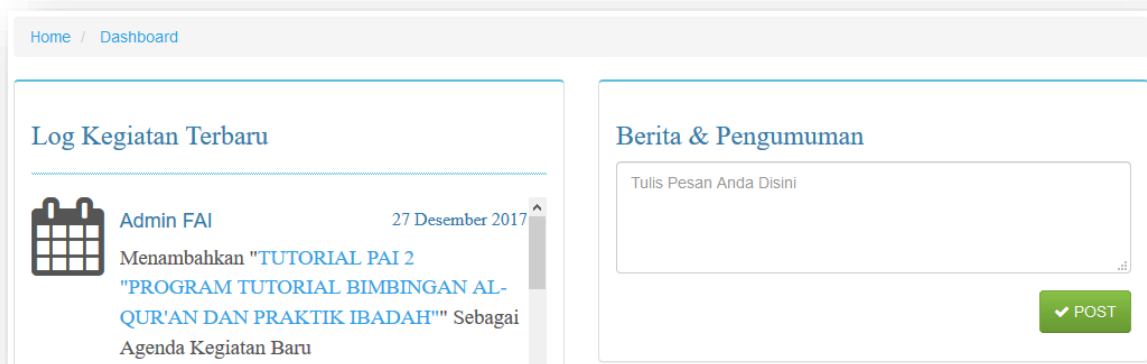 Home / Dashboard
Log Kegiatan Terbaru
Admin FAI 27 Desember 2017
Menambahkan "TUTORIAL PAI 2
"PROGRAM TUTORIAL BIMBINGAN AL-
QUR'AN DAN PRAKTIK IBADAH"" Sebagai
Agenda Kegiatan Baru
Berita & Pengumuman
Tulis Pesan Anda Disini
POST